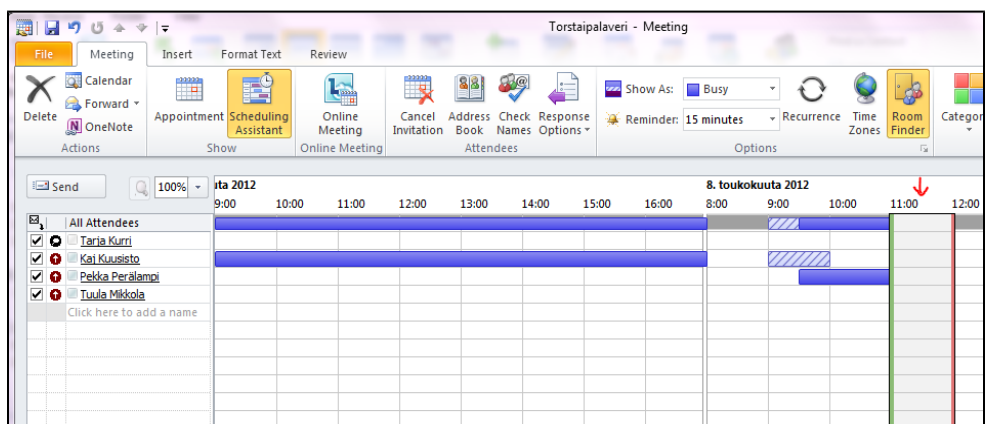 Torstaipalaveri - Meeting
File Meeting Insert Format Text Review
Delete
Calendar
Forward
OneNote
Actions
Appointment
Scheduling
Assistant
Show
Online
Meeting
Online Meeting
Cancel
Invitation
Address
Book
Check
Names
Response
Options
Attendees
Show As: Busy
Reminder: 15 minutes
Recurrence
Time
Zones
Room
Finder
Options
Categor
Send 100%
uta 2012 8. toukokuuta 2012
9:00 10:00 11:00 12:00 13:00 14:00 15:00 16:00 8:00 9:00 10:00 11:00 12:00
All Attendees
Tarja Kurri
Kaj Kuusisto
Pekka Perälampi
Tuula Mikkola
Click here to add a name